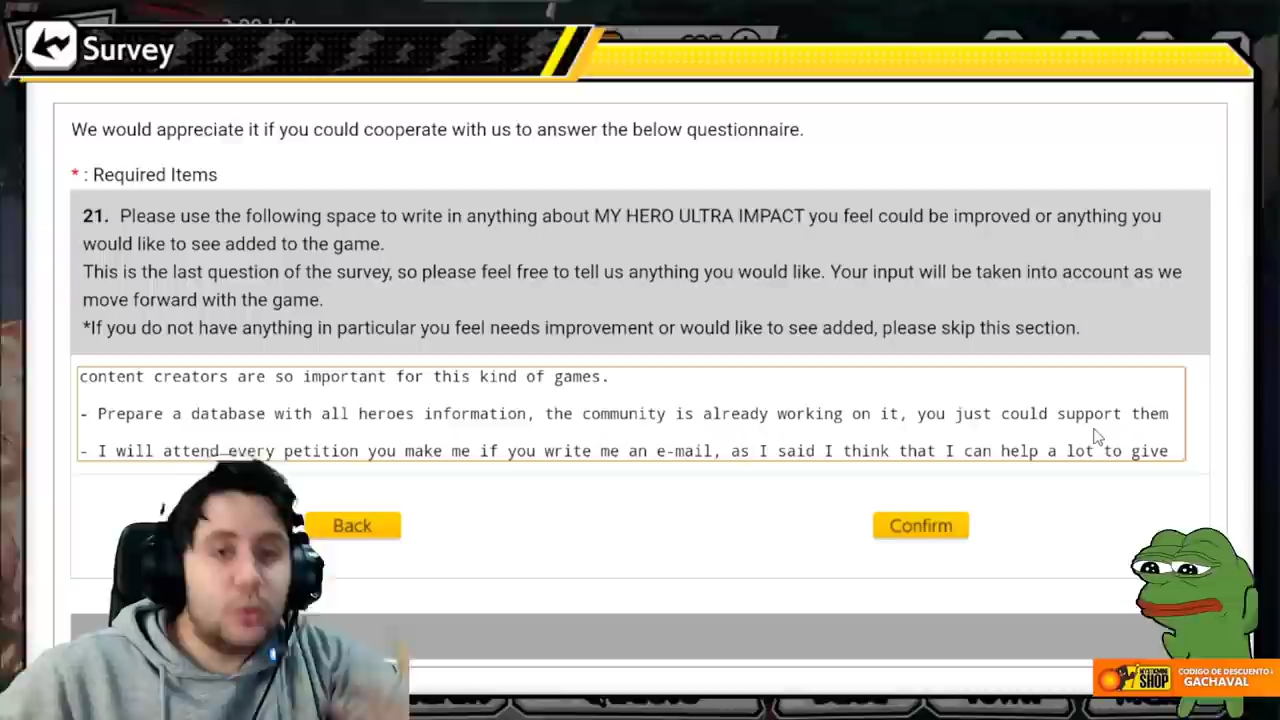 Survey
We would appreciate it if you could cooperate with us to answer the below questionnaire.
* : Required Items
21. Please use the following space to write in anything about MY HERO ULTRA IMPACT you feel could be improved or anything you
would like to see added to the game.
This is the last question of the survey, so please feel free to tell us anything you would like. Your input will be taken into account as we
move forward with the game.
*If you do not have anything in particular you feel needs improvement or would like to see added, please skip this section.
content creators are so important for this kind of games.
- Prepare a database with all heroes information, the community is already working on it, you just could support them
- I will attend every petition you make me if you write me an e-mail, as I said I think that I can help a lot to give
Back
Confirm
SHOP
CODIGO DE DESCUENTO:
GACHAVAL